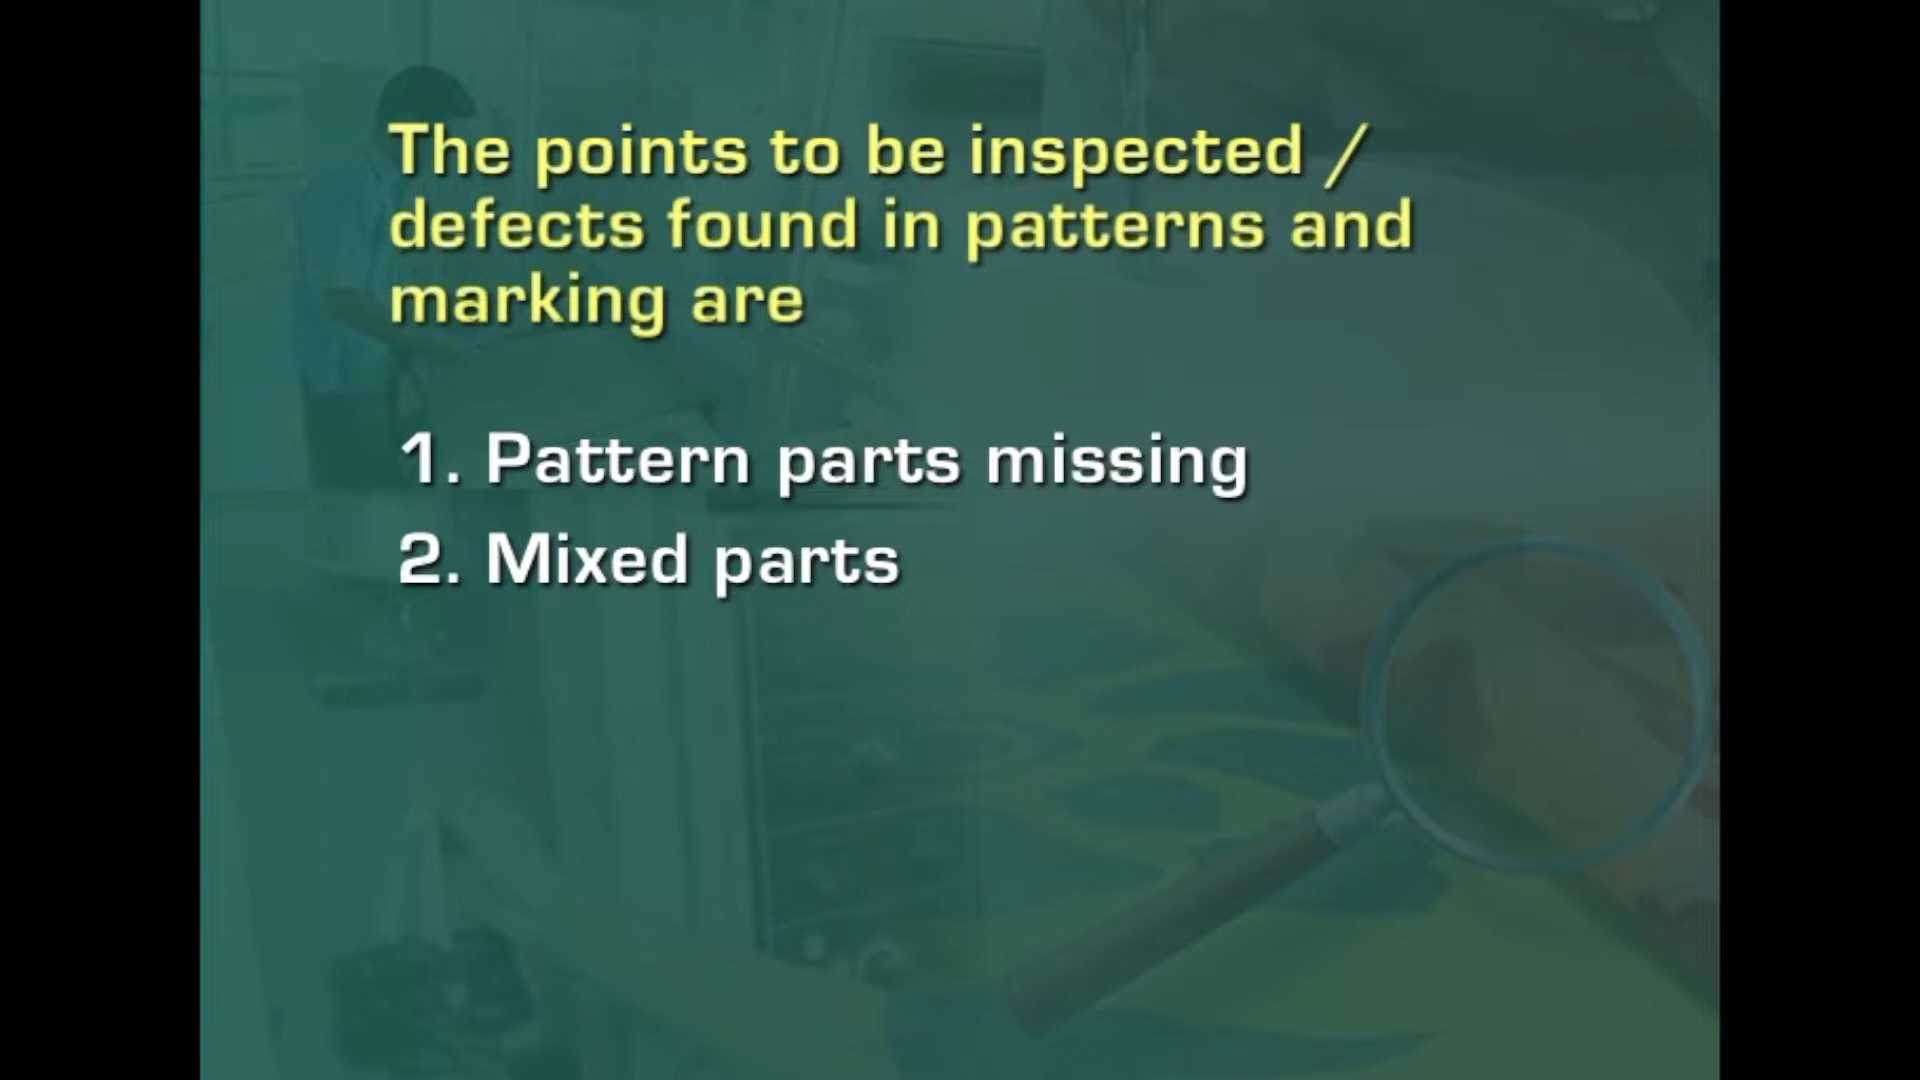 The points to be inspected /
defects found in patterns and
marking are
1. Pattern parts missing
2. Mixed parts